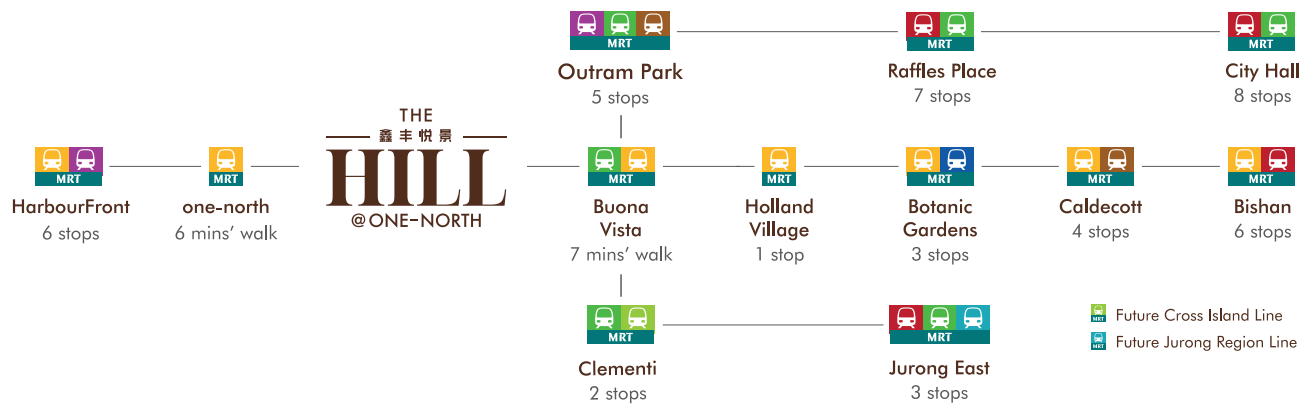 MRT
Outram Park
5 stops
MRT
Raffles Place
7 stops
MRT
City Hall
8 stops
MRT
HarbourFront
6 stops
MRT
one-north
6 mins' walk
THE
鑫丰悦景
HILL
@ONE-NORTH
MRT
Buona
Vista
7 mins' walk
MRT
Holland
Village
1 stop
MRT
Botanic
Gardens
3 stops
MRT
Caldecott
4 stops
MRT
Bishan
6 stops
MRT
Clementi
2 stops
MRT
Jurong East
3 stops
MRT
Future Cross Island Line
MRT
Future Jurong Region Line